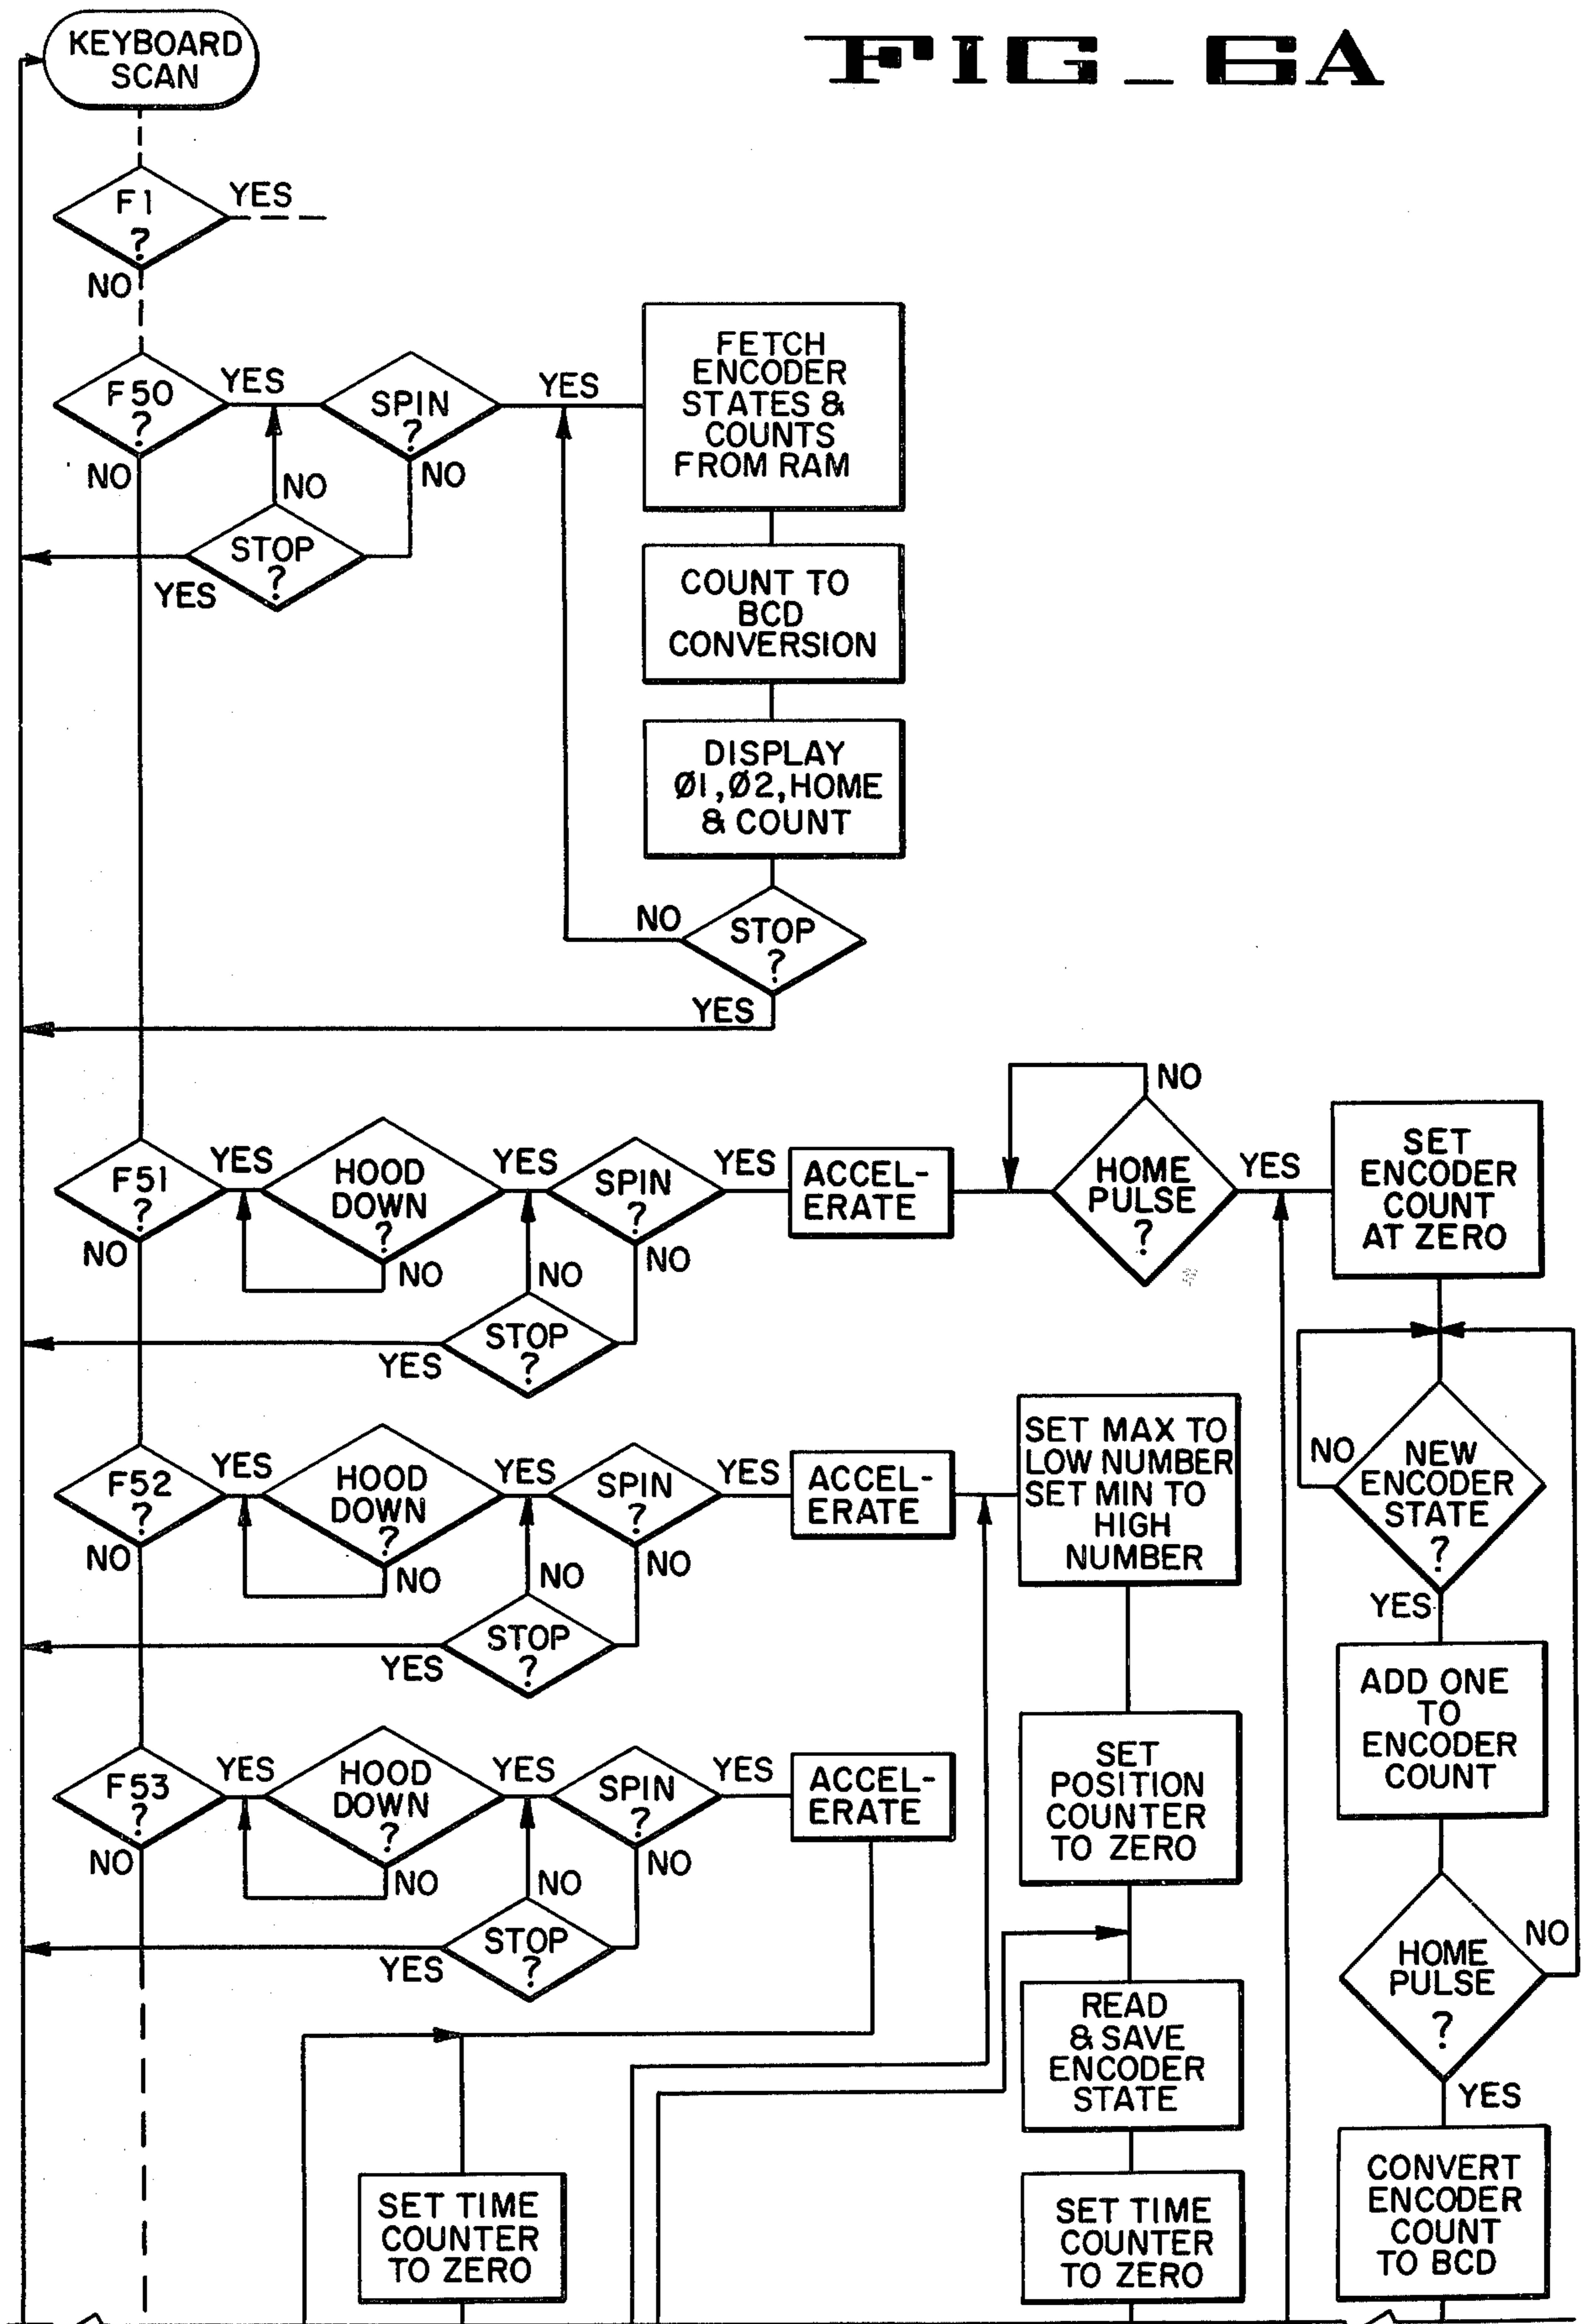 FIG_6A
KEYBOARD
SCAN
F1
?
YES
NO
F50
?
YES
NO
SPIN
?
YES
NO
STOP
?
NO
YES
FETCH
ENCODER
STATES &
COUNTS
FROM RAM
COUNT TO
BCD
CONVERSION
DISPLAY
Ø1,Ø2,HOME
& COUNT
STOP
?
NO
YES
F51
?
YES
NO
HOOD
DOWN
?
YES
NO
SPIN
?
YES
NO
STOP
?
NO
YES
ACCEL-
ERATE
HOME
PULSE
?
NO
YES
SET
ENCODER
COUNT
AT ZERO
NEW
ENCODER
STATE
?
NO
YES
ADD ONE
TO
ENCODER
COUNT
HOME
PULSE
?
NO
YES
CONVERT
ENCODER
COUNT
TO BCD
F52
?
YES
NO
HOOD
DOWN
?
YES
NO
SPIN
?
YES
NO
STOP
?
NO
YES
ACCEL-
ERATE
SET MAX TO
LOW NUMBER
SET MIN TO
HIGH
NUMBER
SET
POSITION
COUNTER
TO ZERO
READ
& SAVE
ENCODER
STATE
SET TIME
COUNTER
TO ZERO
F53
?
YES
NO
HOOD
DOWN
?
YES
NO
SPIN
?
YES
NO
STOP
?
NO
YES
ACCEL-
ERATE
SET TIME
COUNTER
TO ZERO